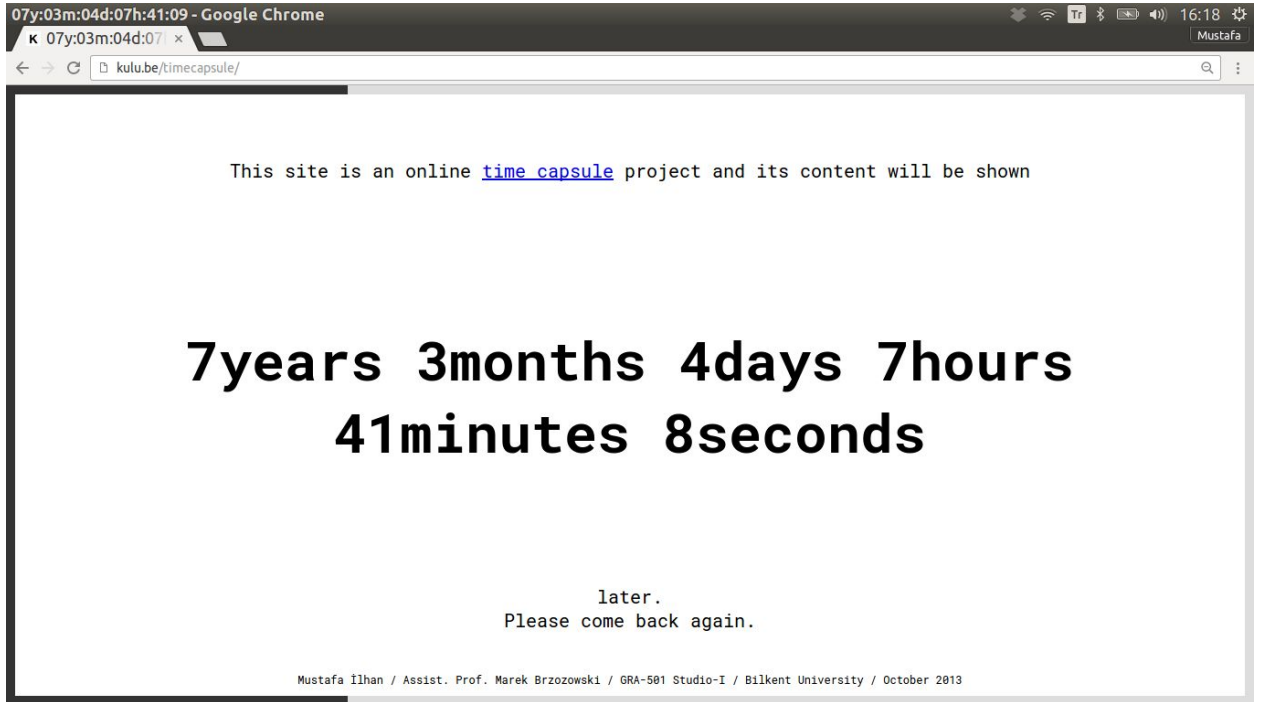 07y:03m:04d:07h:41:09 - Google Chrome
Tr
16:18
K 07y:03m:04d:07
Mustafa
kulu.be/timecapsule/
This site is an online time capsule project and its content will be shown
7years 3months 4days 7hours
41minutes 8seconds
later.
Please come back again.
Mustafa İlhan / Assist. Prof. Marek Brzozowski / GRA-501 Studio-I / Bilkent University / October 2013